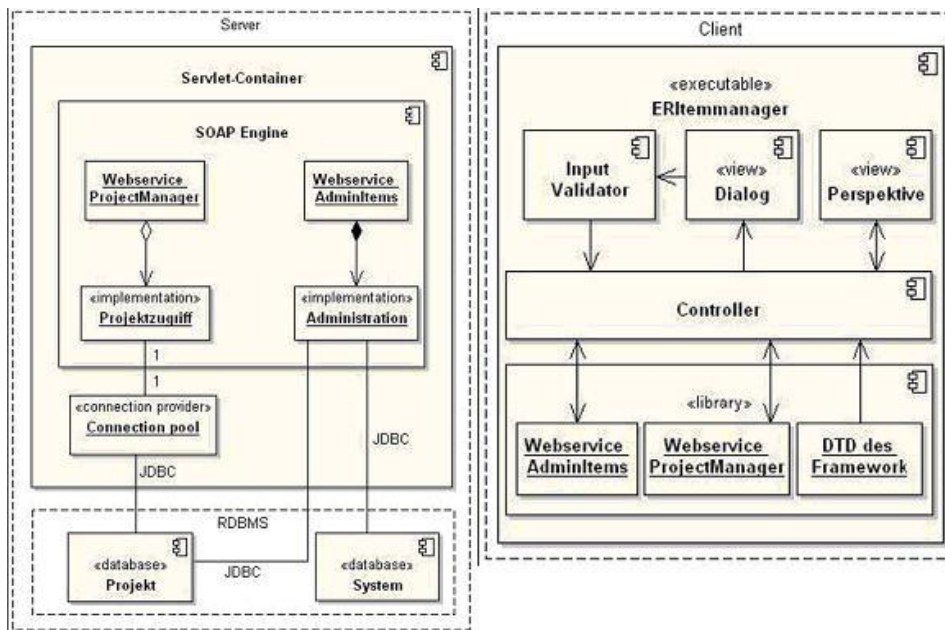 Server
Servlet-Container
SOAP Engine
Webservice
ProjectManager
Webservice
AdminItems
«implementation»
Projektzugriff
«implementation»
Administration
1
1
«connection provider»
Connection pool
JDBC
JDBC
RDBMS
«database»
Projekt
JDBC
«database»
System
Client
«executable»
ERItemmanager
Input
Validator
«view»
Dialog
«view»
Perspektive
Controller
«library»
Webservice
AdminItems
Webservice
ProjectManager
DTD des
Framework